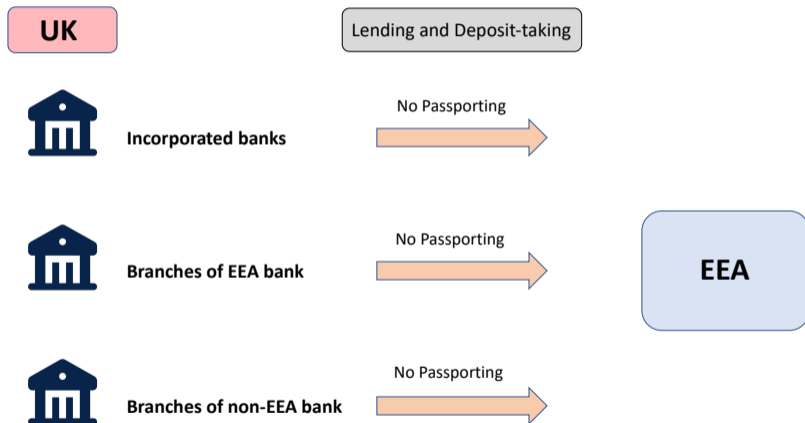 UK
Lending and Deposit-taking
No Passporting
Incorporated banks
No Passporting
Branches of EEA bank
EEA
No Passporting
Branches of non-EEA bank